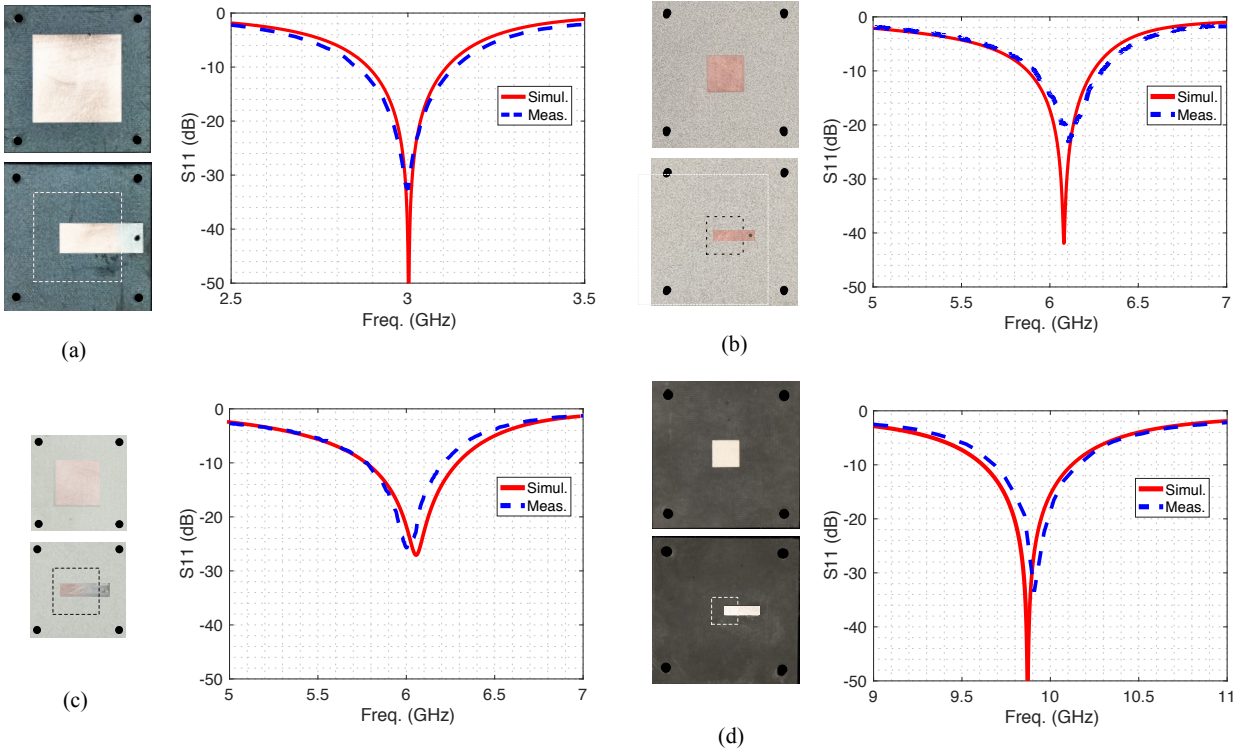 0
-10
-20
-30
-40
-50
S11 (dB)
Simul.
Meas.
2.5 3 3.5
Freq. (GHz)
(a)
0
-10
-20
-30
-40
-50
S11(dB)
Simul.
Meas.
5 5.5 6 6.5 7
Freq. (GHz)
(b)
0
-10
-20
-30
-40
-50
S11 (dB)
Simul.
Meas.
5 5.5 6 6.5 7
Freq. (GHz)
(c)
0
-10
-20
-30
-40
-50
S11 (dB)
Simul.
Meas.
9 9.5 10 10.5 11
Freq. (GHz)
(d)